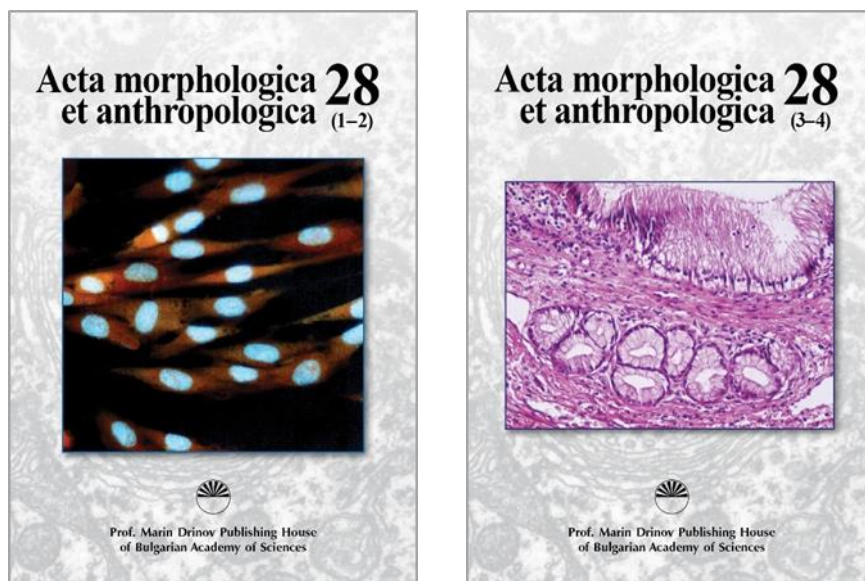 Acta morphologica 28
et anthropologica (1–2)
Prof. Marin Drinov Publishing House
of Bulgarian Academy of Sciences
Acta morphologica 28
et anthropologica (3–4)
Prof. Marin Drinov Publishing House
of Bulgarian Academy of Sciences